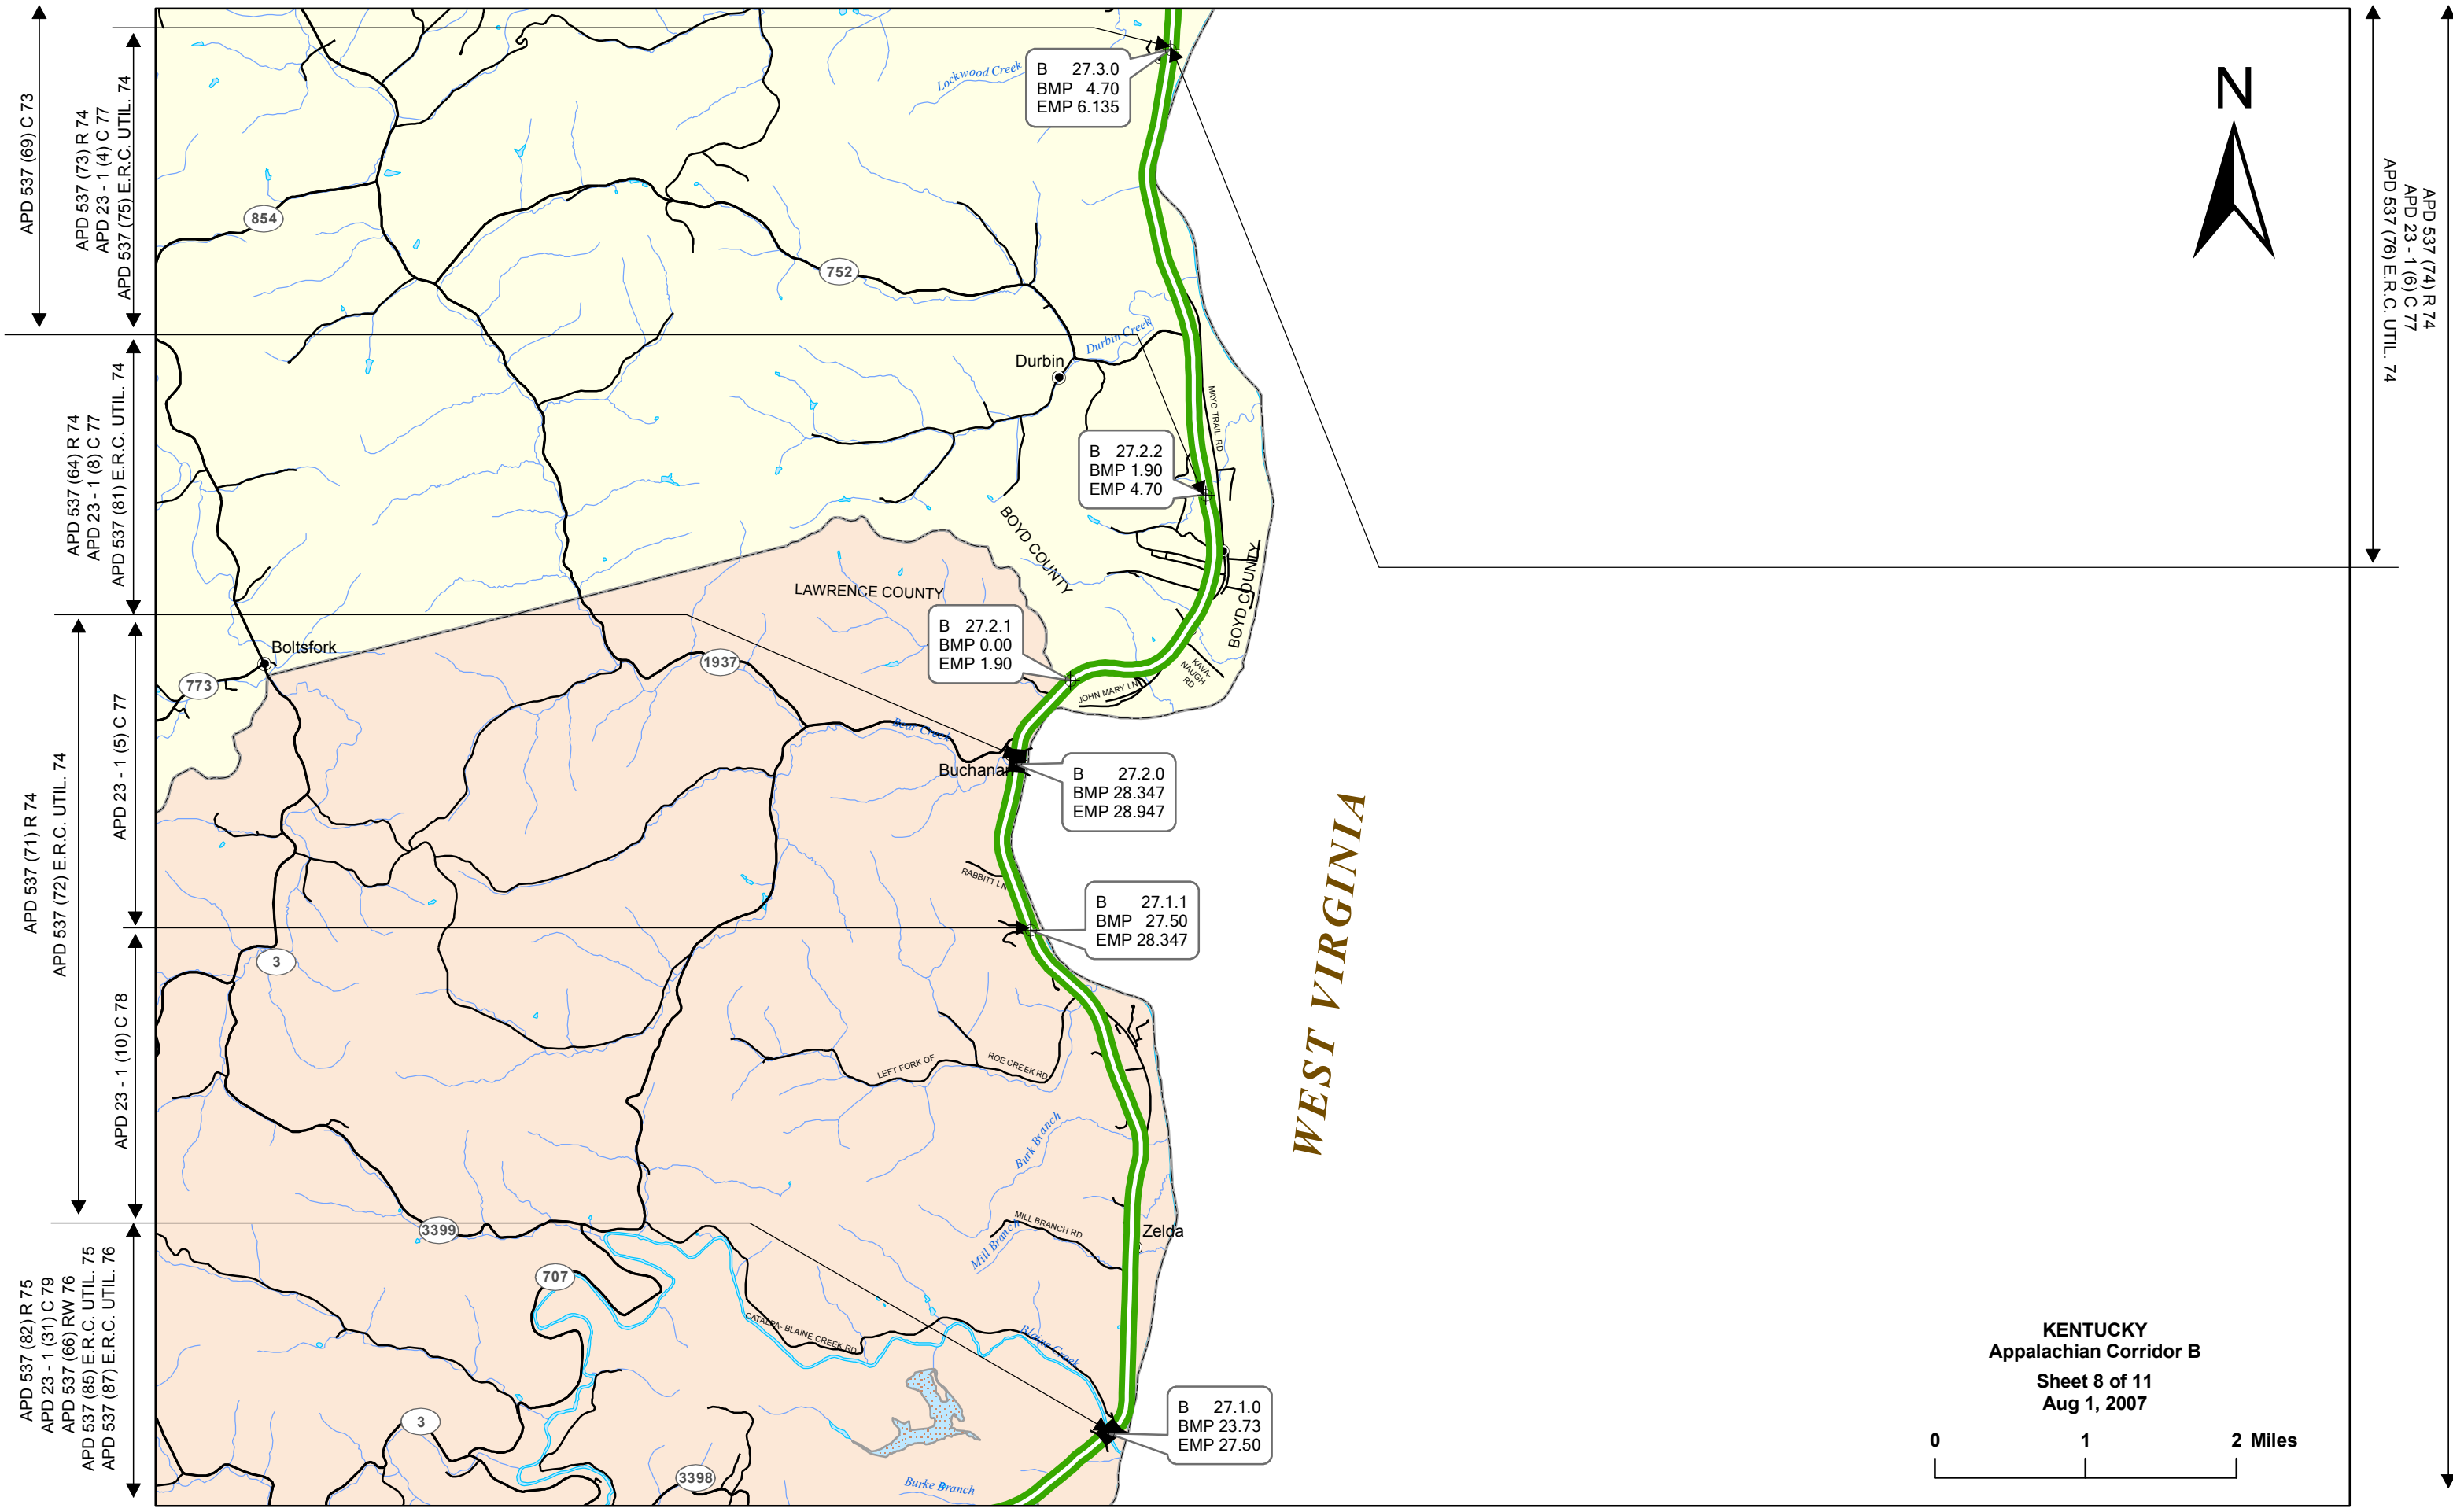 APD 537 (69) C 73
APD 537 (73) R 74
APD 23 - 1 (4) C 77
APD 537 (75) E.R.C. UTIL. 74
APD 537 (64) R 74
APD 23 - 1 (8) C 77
APD 537 (81) E.R.C. UTIL. 74
APD 537 (71) R 74
APD 537 (72) E.R.C. UTIL. 74
APD 23 - 1 (5) C 77
APD 23 - 1 (10) C 78
APD 537 (82) R 75
APD 23 - 1 (31) C 79
APD 537 (66) RW 76
APD 537 (85) E.R.C. UTIL. 75
APD 537 (87) E.R.C. UTIL. 76
Lockwood Creek
B 27.3.0
BMP 4.70
EMP 6.135
854
752
Durbin Creek
Durbin
MAYO TRAIL RD
B 27.2.2
BMP 1.90
EMP 4.70
BOYD COUNTY
BOYD COUNTY
LAWRENCE COUNTY
B 27.2.1
BMP 0.00
EMP 1.90
Boltsfork
773
1937
KAVA-
NAUGH
RD
JOHN MARY LN
Bear Creek
Buchanan
B 27.2.0
BMP 28.347
EMP 28.947
RABBITT LN
B 27.1.1
BMP 27.50
EMP 28.347
3
LEFT FORK OF
ROE CREEK RD
Burk Branch
MILL BRANCH RD
Mill Branch
Zelda
3399
707
CATALPA- BLAINE CREEK RD
Blaine Creek
B 27.1.0
BMP 23.73
EMP 27.50
3
3398
Burke Branch
WEST VIRGINIA
N
APD 537 (74) R 74
APD 23 - 1 (6) C 77
APD 537 (76) E.R.C. UTIL. 74
KENTUCKY
Appalachian Corridor B
Sheet 8 of 11
Aug 1, 2007
0 1 2 Miles